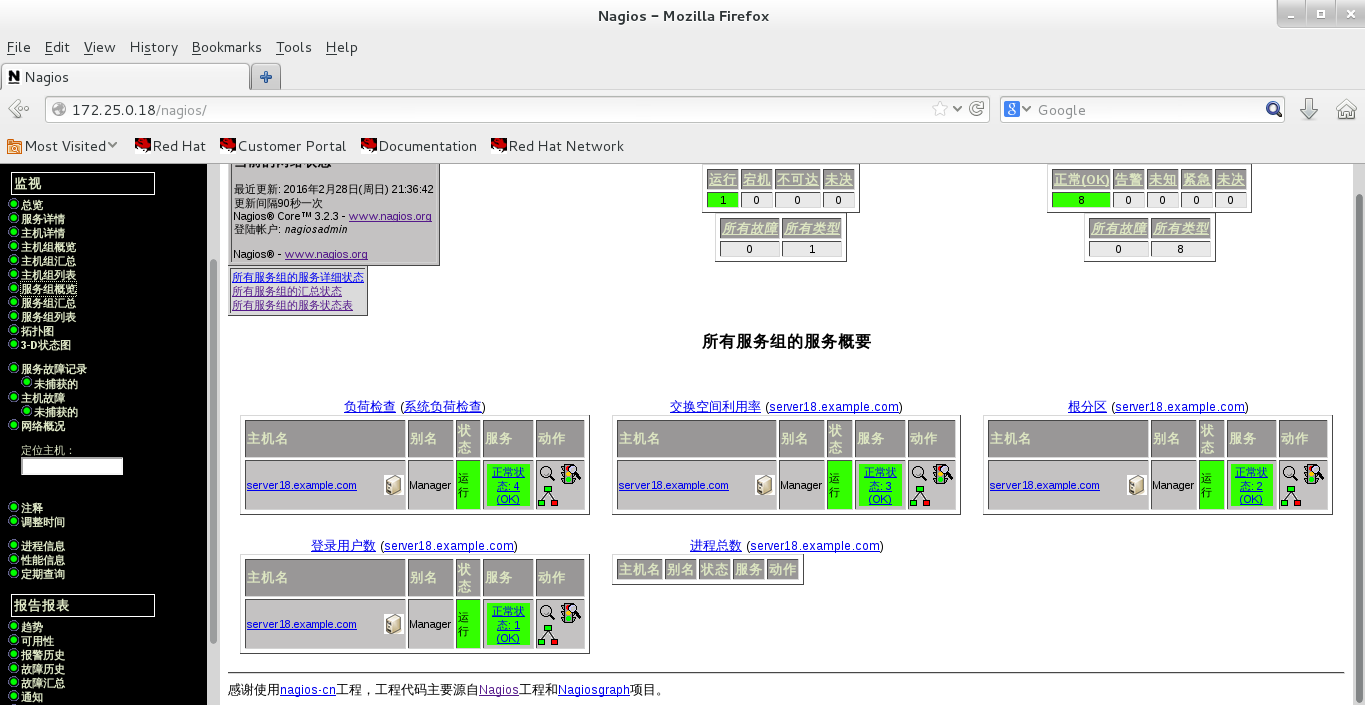 Nagios - Mozilla Firefox
File Edit View History Bookmarks Tools Help
Nagios
172.25.0.18/nagios/
Google
Most Visited Red Hat Customer Portal Documentation Red Hat Network
监视
总览
服务详情
主机详情
主机组概览
主机组汇总
主机组列表
服务组概览
服务组汇总
服务组列表
拓扑图
3-D状态图
服务故障记录
未捕获的
主机故障
未捕获的
网络概况
定位主机：
注释
调整时间
进程信息
性能信息
定期查询
报告报表
趋势
可用性
报警历史
故障历史
故障汇总
通知
当前的网络状态
最近更新: 2016年2月28日(周日) 21:36:42
更新间隔90秒一次
Nagios® Core™ 3.2.3 - www.nagios.org
登陆帐户: nagiosadmin
Nagios® - www.nagios.org
所有服务组的服务详细状态
所有服务组的汇总状态
所有服务组的服务状态表
运行 宕机 不可达 未决
1 0 0 0
所有故障 所有类型
0 1
正常(OK) 告警 未知 紧急 未决
8 0 0 0 0
所有故障 所有类型
0 8
所有服务组的服务概要
负荷检查 (系统负荷检查)
主机名 别名 状态 服务 动作
server18.example.com Manager 运行 正常状态: 4 (OK)
交换空间利用率 (server18.example.com)
主机名 别名 状态 服务 动作
server18.example.com Manager 运行 正常状态: 3 (OK)
根分区 (server18.example.com)
主机名 别名 状态 服务 动作
server18.example.com Manager 运行 正常状态: 2 (OK)
登录用户数 (server18.example.com)
主机名 别名 状态 服务 动作
server18.example.com Manager 运行 正常状态: 1 (OK)
进程总数 (server18.example.com)
主机名 别名 状态 服务 动作
感谢使用nagios-cn工程，工程代码主要源自Nagios工程和Nagiosgraph项目。